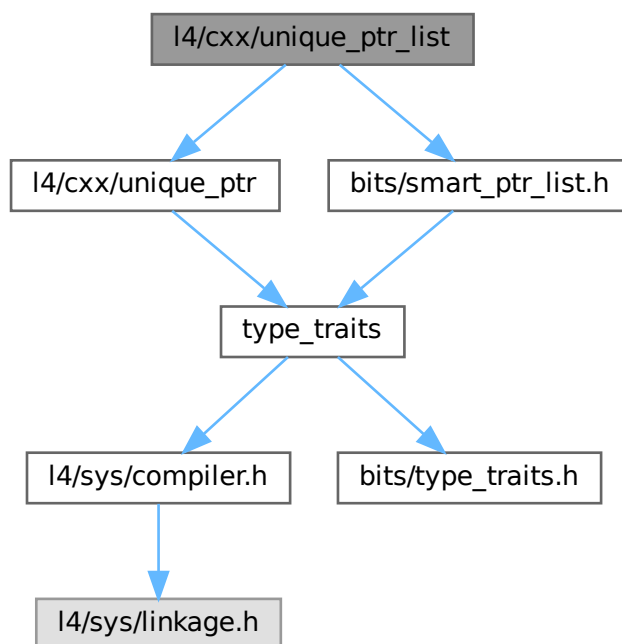 l4/cxx/unique_ptr_list
l4/cxx/unique_ptr
bits/smart_ptr_list.h
type_traits
l4/sys/compiler.h
bits/type_traits.h
l4/sys/linkage.h